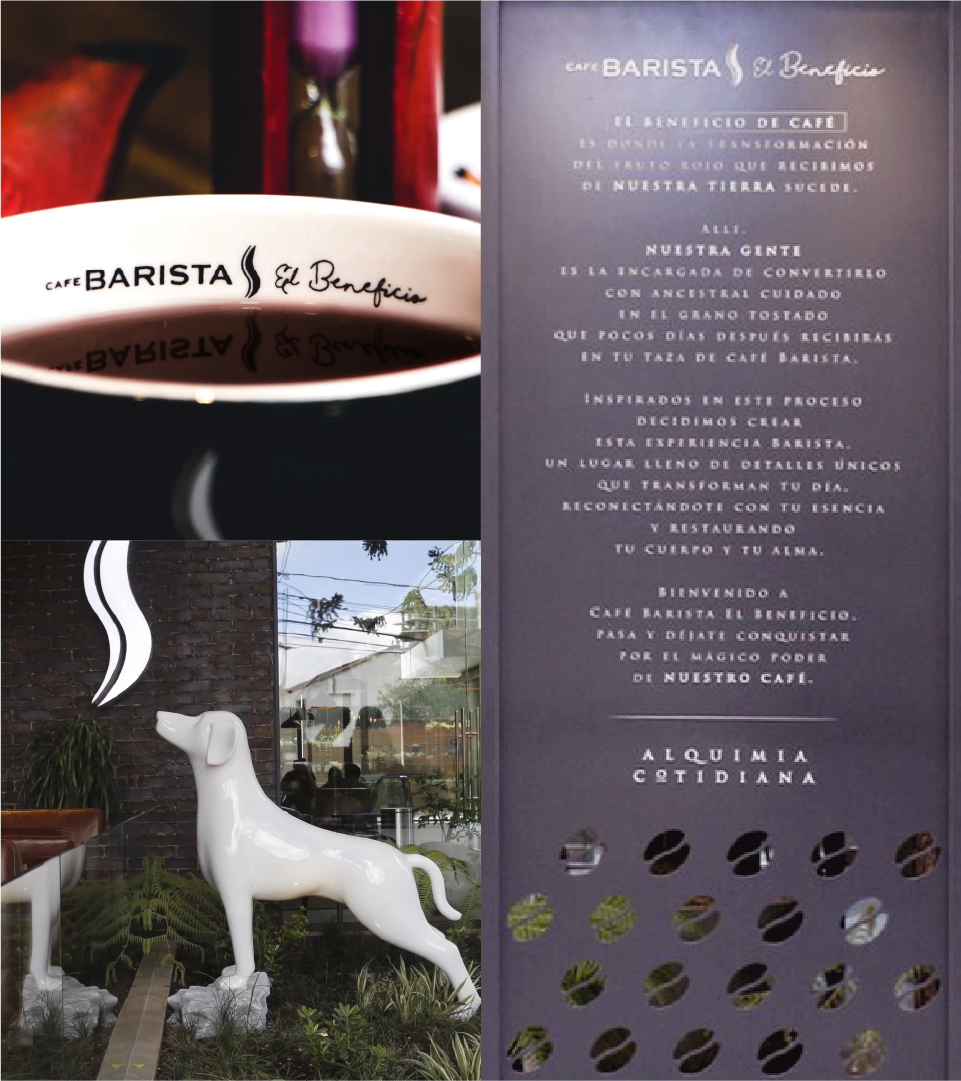 CAFE BARISTA El Beneficio
CAFE BARISTA El Beneficio
EL BENEFICIO DE CAFÉ
ES DONDE LA TRANSFORMACIÓN
DEL FRUTO ROJO QUE RECIBIMOS
DE NUESTRA TIERRA SUCEDE.
ALLÍ,
NUESTRA GENTE
ES LA ENCARGADA DE CONVERTIRLO
CON ANCESTRAL CUIDADO
EN EL GRANO TOSTADO
QUE POCOS DÍAS DESPUÉS RECIBIRÁS
EN TU TAZA DE CAFÉ BARISTA.
INSPIRADOS EN ESTE PROCESO
DECIDIMOS CREAR
ESTA EXPERIENCIA BARISTA,
UN LUGAR LLENO DE DETALLES ÚNICOS
QUE TRANSFORMAN TU DÍA,
RECONECTÁNDOTE CON TU ESENCIA
Y RESTAURANDO
TU CUERPO Y TU ALMA.
BIENVENIDO A
CAFÉ BARISTA EL BENEFICIO,
PASA Y DÉJATE CONQUISTAR
POR EL MÁGICO PODER
DE NUESTRO CAFÉ.
ALQUIMIA
COTIDIANA